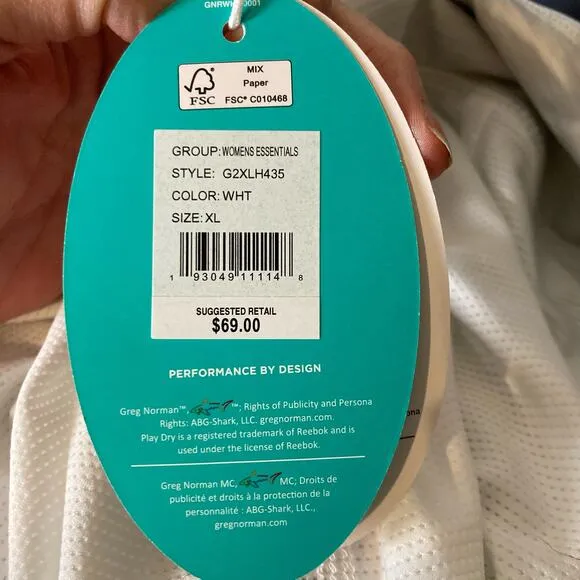 MIX
Paper
FSC
FSC® C010468
GROUP: WOMENS ESSENTIALS
STYLE: G2XLH435
COLOR: WHT
SIZE: XL
1 93049 11114 8
SUGGESTED RETAIL
$69.00
PERFORMANCE BY DESIGN
Greg Norman™, ™; Rights of Publicity and Persona
Rights: ABG-Shark, LLC. gregnorman.com.
Play Dry is a registered trademark of Reebok and is
used under the license of Reebok.
Greg Norman MC, MC; Droits de
publicité et droits à la protection de la
personnalité : ABG-Shark, LLC.,
gregnorman.com